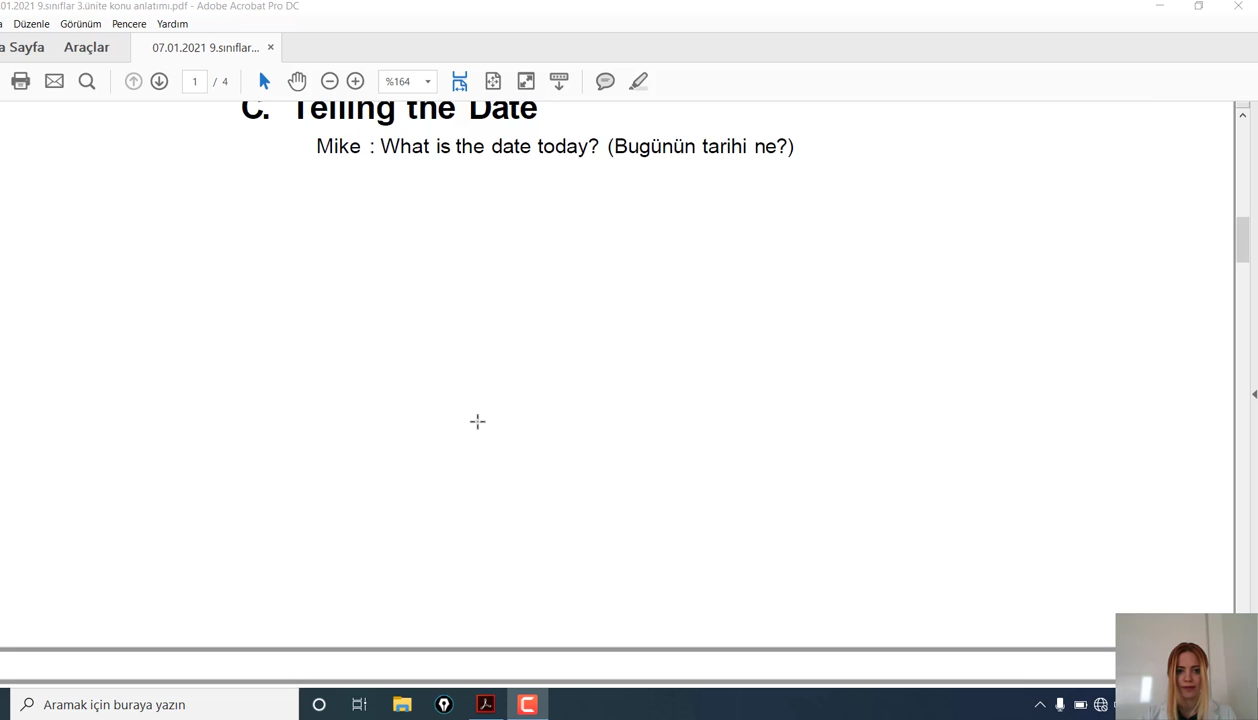 01.2021 9.sınıflar 3.ünite konu anlatımı.pdf - Adobe Acrobat Pro DC
a Düzenle Görünüm Pencere Yardım
a Sayfa Araçlar 07.01.2021 9.sınıflar... ×
1 / 4 %164
C. Telling the Date
Mike : What is the date today? (Bugünün tarihi ne?)
Aramak için buraya yazın